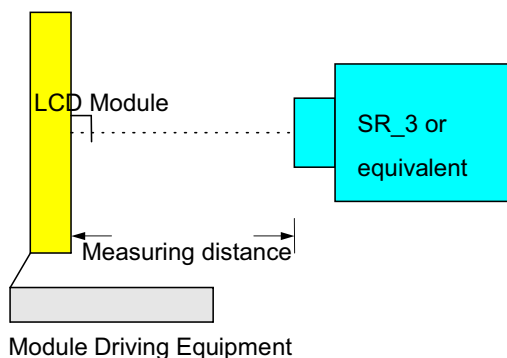 LCD Module
SR_3 or
equivalent
Measuring distance
Module Driving Equipment